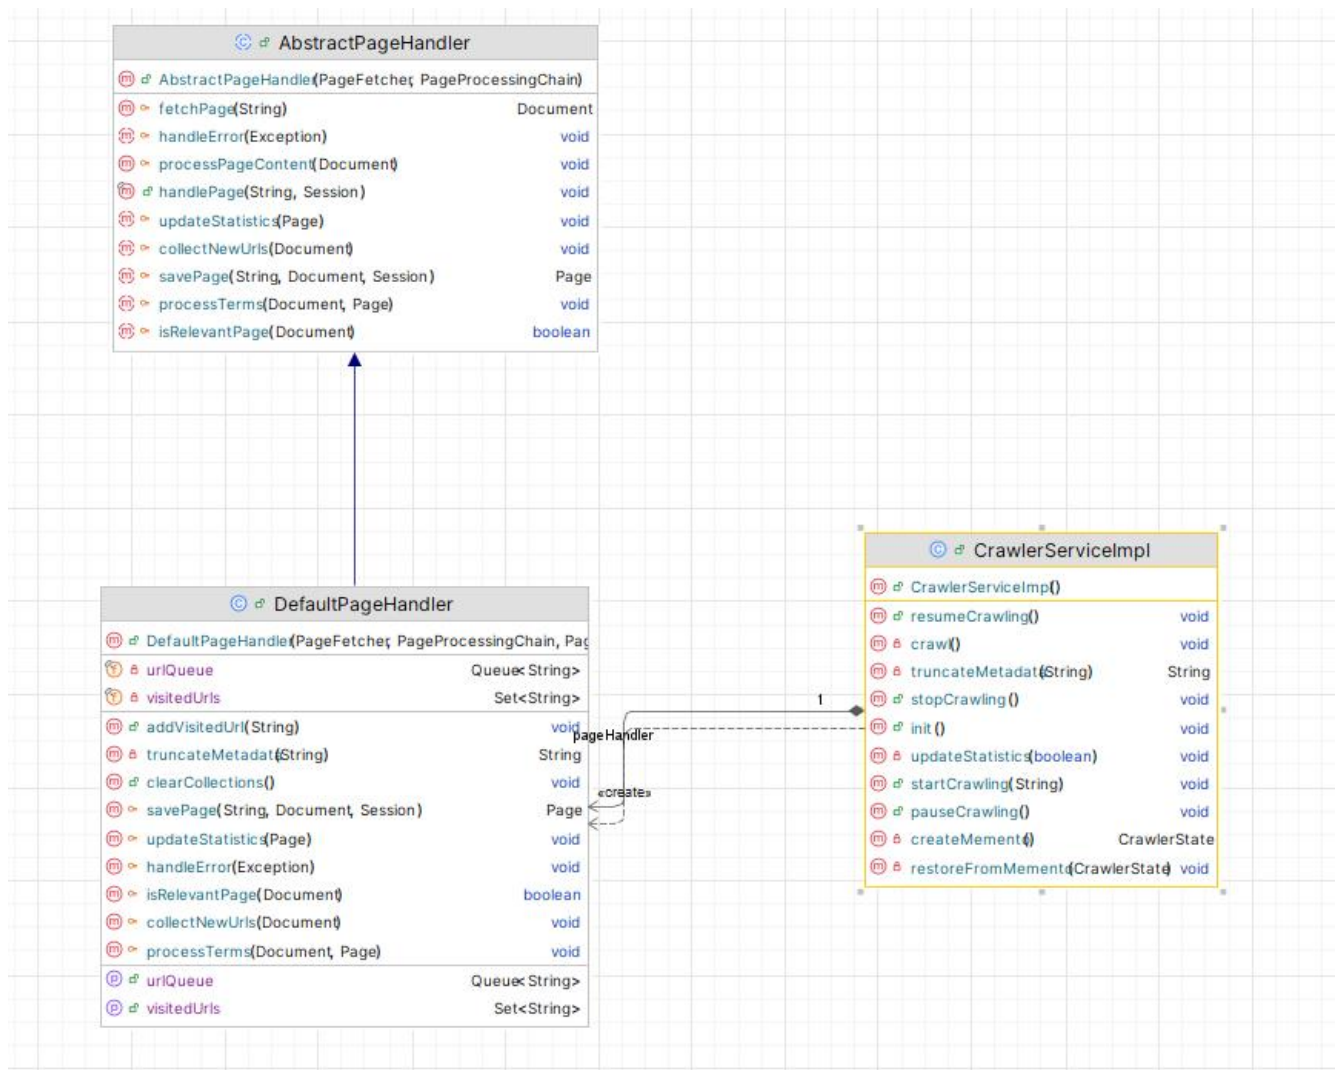 AbstractPageHandler
AbstractPageHandler(PageFetcher, PageProcessingChain)
fetchPage(String) Document
handleError(Exception) void
processPageContent(Document) void
handlePage(String, Session) void
updateStatistics(Page) void
collectNewUrls(Document) void
savePage(String, Document, Session) Page
processTerms(Document, Page) void
isRelevantPage(Document) boolean
DefaultPageHandler
DefaultPageHandler(PageFetcher, PageProcessingChain, Pag
urlQueue Queue<String>
visitedUrls Set<String>
addVisitedUrl(String) void
truncateMetadata(String) String
clearCollections() void
savePage(String, Document, Session) Page
updateStatistics(Page) void
handleError(Exception) void
isRelevantPage(Document) boolean
collectNewUrls(Document) void
processTerms(Document, Page) void
urlQueue Queue<String>
visitedUrls Set<String>
1
pageHandler
«create»
CrawlerServiceImpl
CrawlerServiceImpl()
resumeCrawling() void
crawl() void
truncateMetadata(String) String
stopCrawling() void
init() void
updateStatistics(boolean) void
startCrawling(String) void
pauseCrawling() void
createMemento() CrawlerState
restoreFromMemento(CrawlerState) void